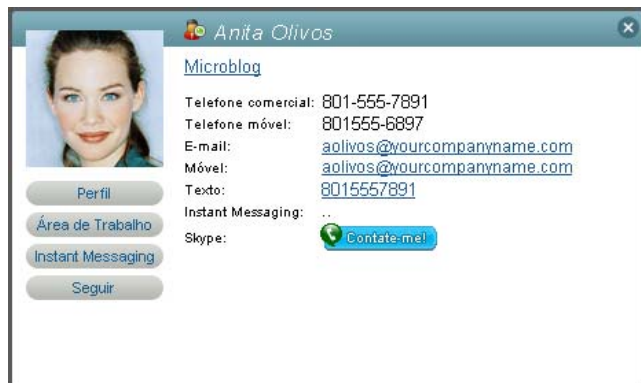 Anita Olivos
Microblog
Telefone comercial: 801-555-7891
Telefone móvel: 801555-6897
E-mail: aolivos@yourcompanyname.com
Móvel: aolivos@yourcompanyname.com
Texto: 8015557891
Instant Messaging: ..
Skype: Contate-me!
Perfil
Área de Trabalho
Instant Messaging
Seguir